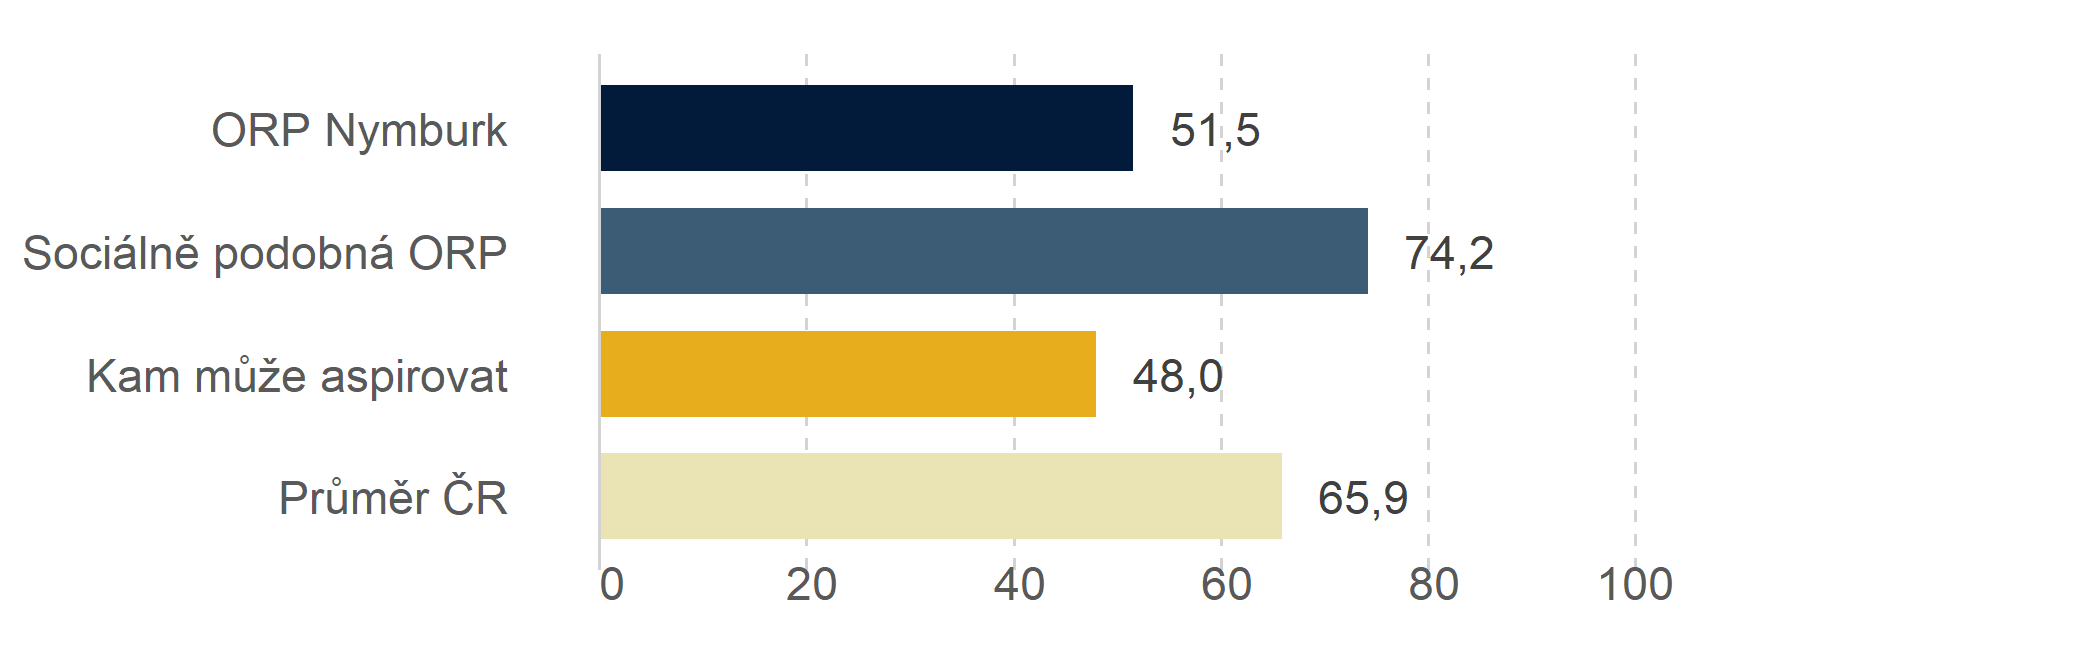 ORP Nymburk 51,5
Sociálně podobná ORP 74,2
Kam může aspirovat 48,0
Průměr ČR 65,9
0 20 40 60 80 100